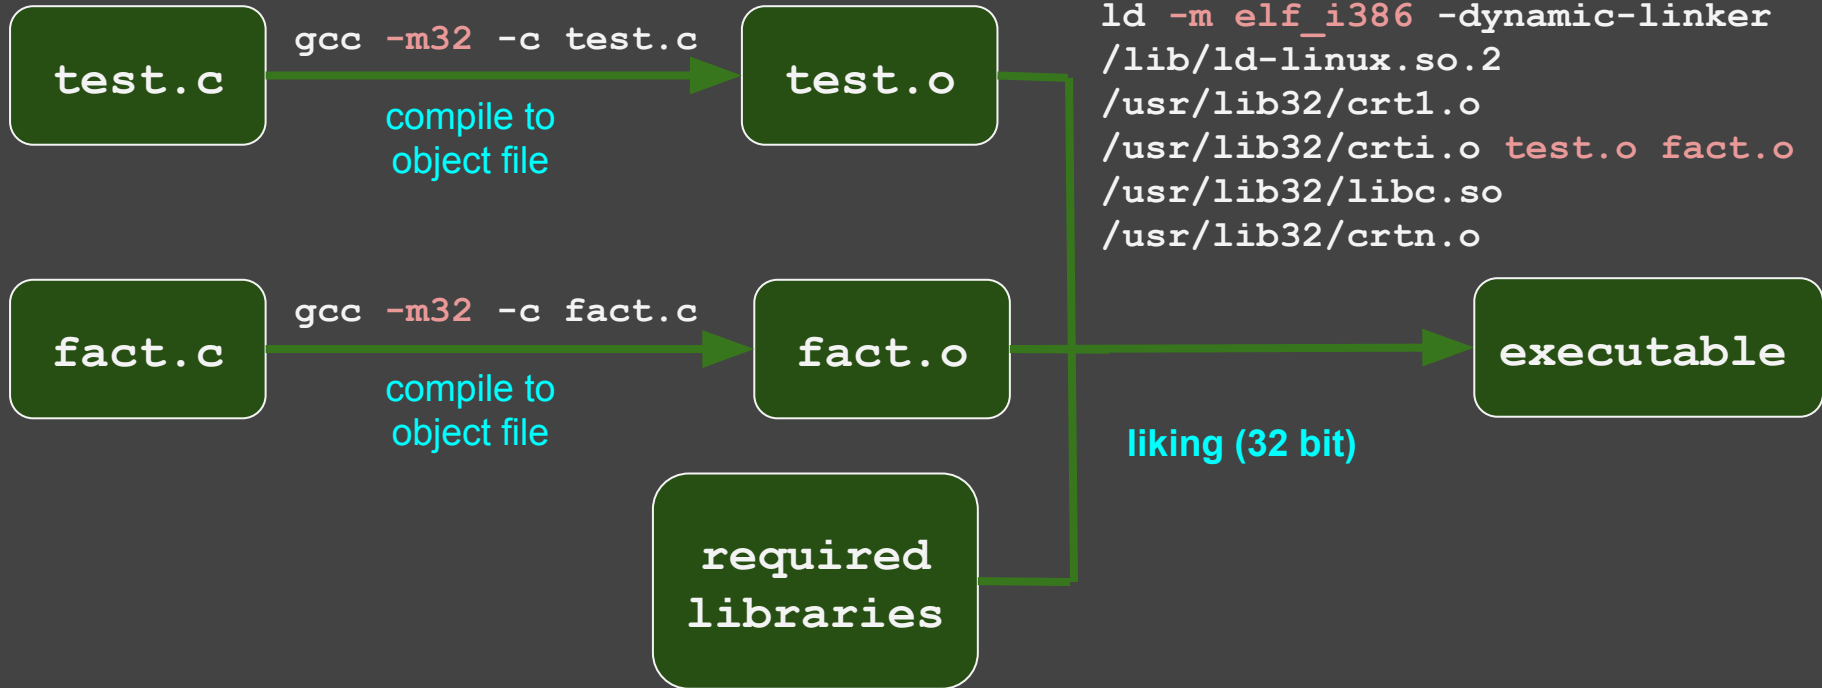 ld -m elf_i386 -dynamic-linker
/lib/ld-linux.so.2
/usr/lib32/crt1.o
/usr/lib32/crti.o test.o fact.o
/usr/lib32/libc.so
/usr/lib32/crtn.o
gcc -m32 -c test.c
test.c
test.o
compile to
object file
gcc -m32 -c fact.c
fact.c
fact.o
executable
compile to
object file
liking (32 bit)
required
libraries